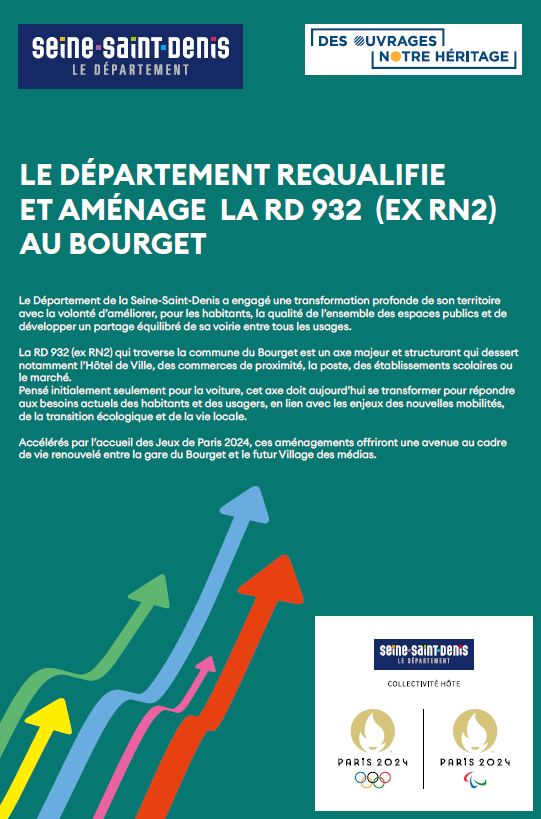 seine-saint-denis
LE DÉPARTEMENT
DES OUVRAGES
NOTRE HÉRITAGE
LE DÉPARTEMENT REQUALIFIE
ET AMÉNAGE LA RD 932 (EX RN2)
AU BOURGET
Le Département de la Seine-Saint-Denis a engagé une transformation profonde de son territoire
avec la volonté d'améliorer, pour les habitants, la qualité de l'ensemble des espaces publics et de
développer un partage équilibré de sa voirie entre tous les usages.
La RD 932 (ex RN2) qui traverse la commune du Bourget est un axe majeur et structurant qui dessert
notamment l'Hôtel de Ville, des commerces de proximité, la poste, des établissements scolaires ou
le marché.
Pensé initialement seulement pour la voiture, cet axe doit aujourd'hui se transformer pour répondre
aux besoins actuels des habitants et des usagers, en lien avec les enjeux des nouvelles mobilités,
de la transition écologique et de la vie locale.
Accélérés par l'accueil des Jeux de Paris 2024, ces aménagements offriront une avenue au cadre
de vie renouvelé entre la gare du Bourget et le futur Village des médias.
seine-saint-denis
LE DÉPARTEMENT
COLLECTIVITÉ HÔTE
PARIS 2024
PARIS 2024